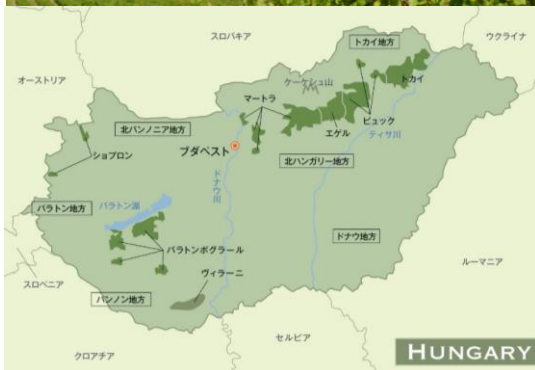 スロバキア
ウクライナ
オーストリア
トカイ地方
ケーケシュ山
トカイ
マートラ
北パンノニア地方
ビュック
エゲル
ティサ川
ショプロン
ブダペスト
北ハンガリー地方
バラトン地方
バラトン湖
ドナウ川
ドナウ地方
バラトンボグラール
ルーマニア
ヴィラーニ
スロベニア
パンノン地方
セルビア
クロアチア
HUNGARY